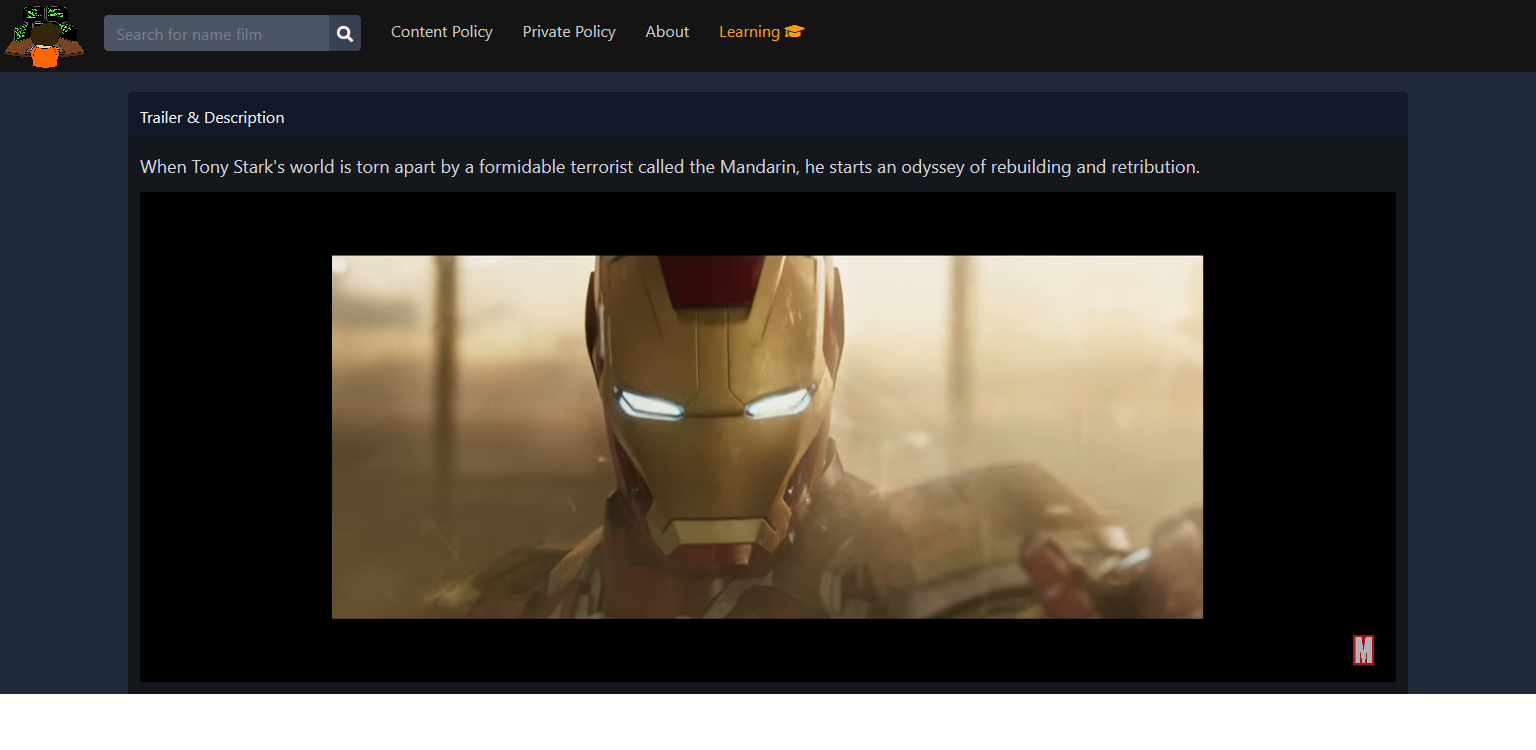 Search for name film
Content Policy
Private Policy
About
Learning
Trailer & Description
When Tony Stark's world is torn apart by a formidable terrorist called the Mandarin, he starts an odyssey of rebuilding and retribution.
M